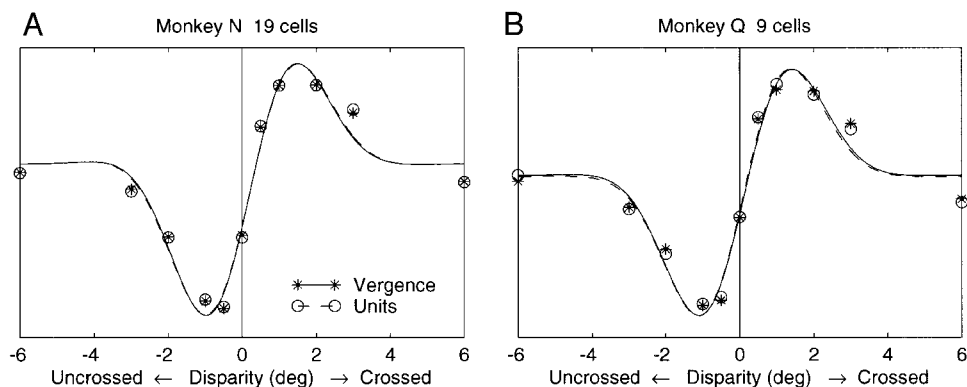 A Monkey N 19 cells
Vergence
Units
-6 -4 -2 0 2 4 6
Uncrossed ← Disparity (deg) → Crossed
B Monkey Q 9 cells
-6 -4 -2 0 2 4 6
Uncrossed ← Disparity (deg) → Crossed